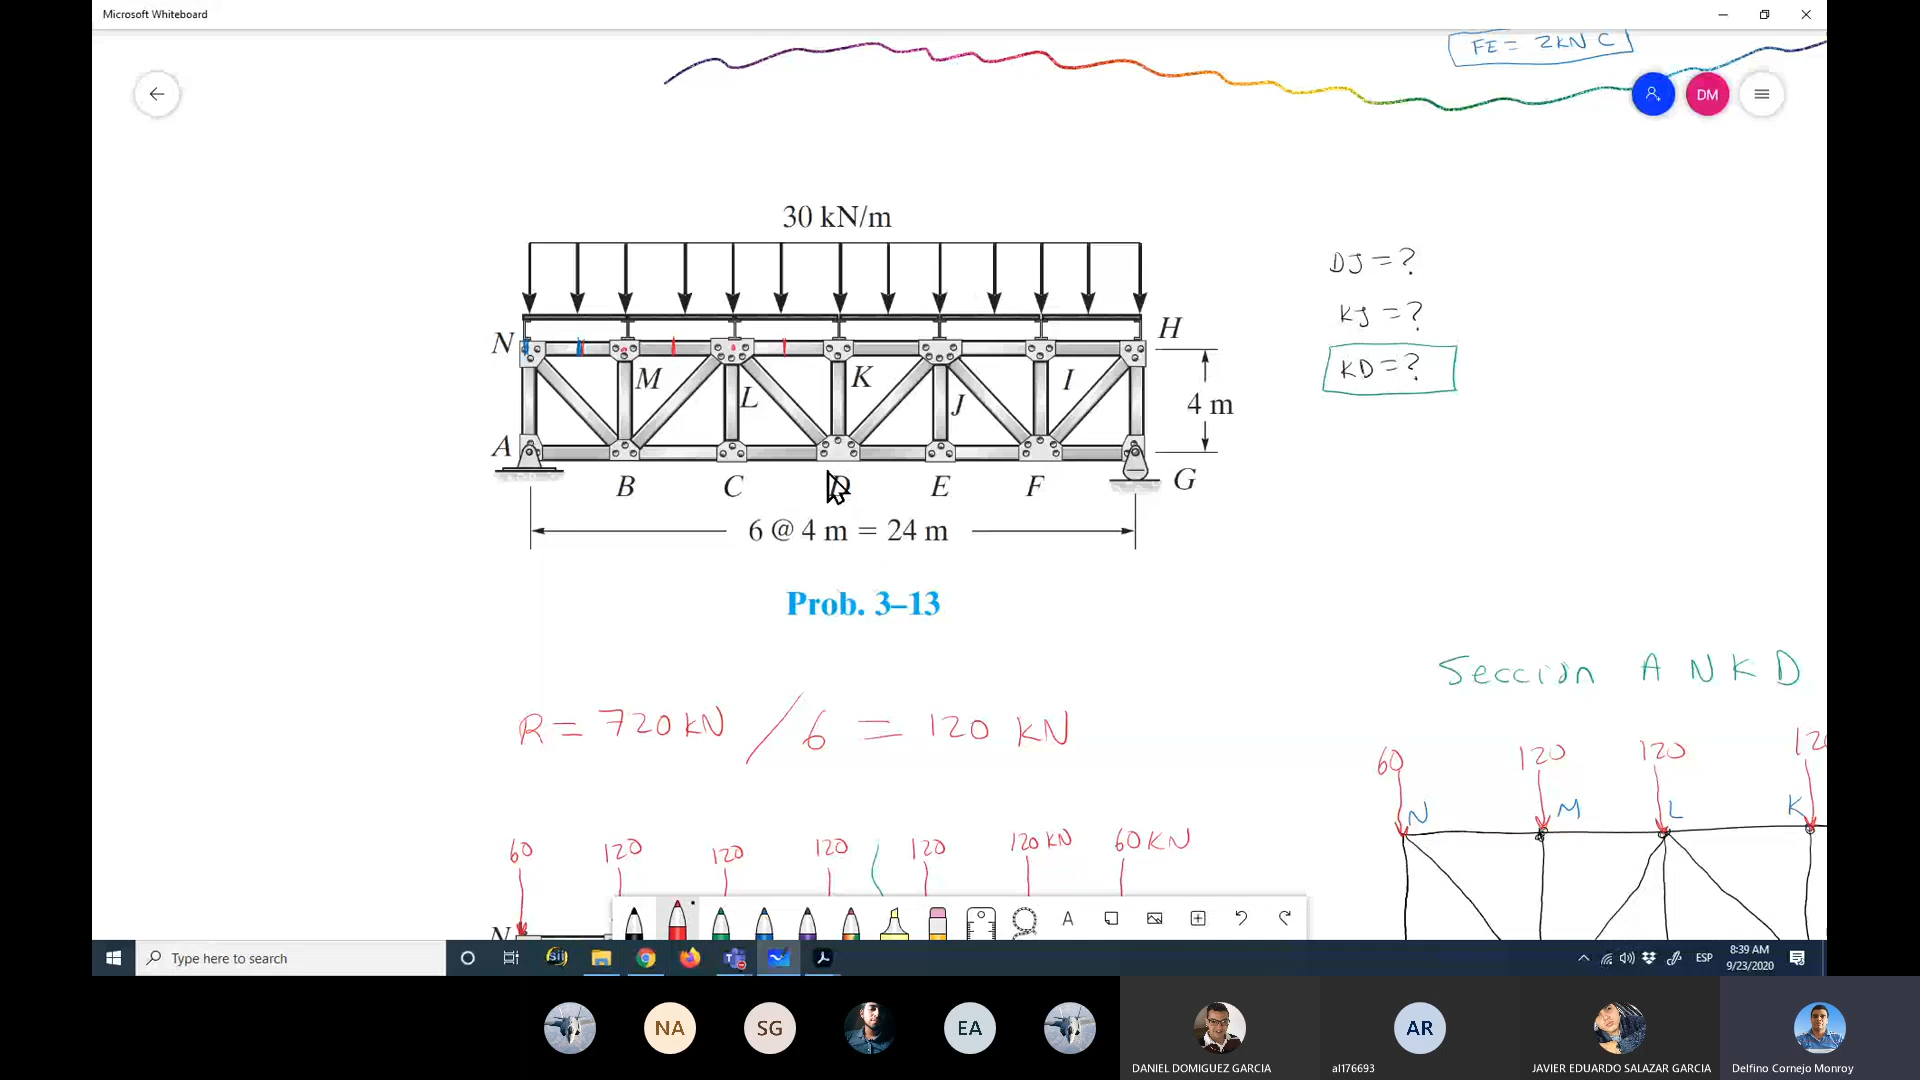 Microsoft Whiteboard
FE = 2KN C
DM
30 kN/m
DJ = ?
KJ = ?
KD = ?
N
H
M
K
I
L
J
4 m
A
B
C
D
E
F
G
6 @ 4 m = 24 m
Prob. 3–13
Sección A N K D
R = 720 KN / 6 = 120 KN
60
120
120
120
N
M
L
K
60
120
120
120
120
120 KN
60 KN
N
A
Type here to search
sii
ESP
8:39 AM
9/23/2020
NA
SG
EA
AR
DANIEL DOMIGUEZ GARCIA
al176693
JAVIER EDUARDO SALAZAR GARCIA
Delfino Cornejo Monroy